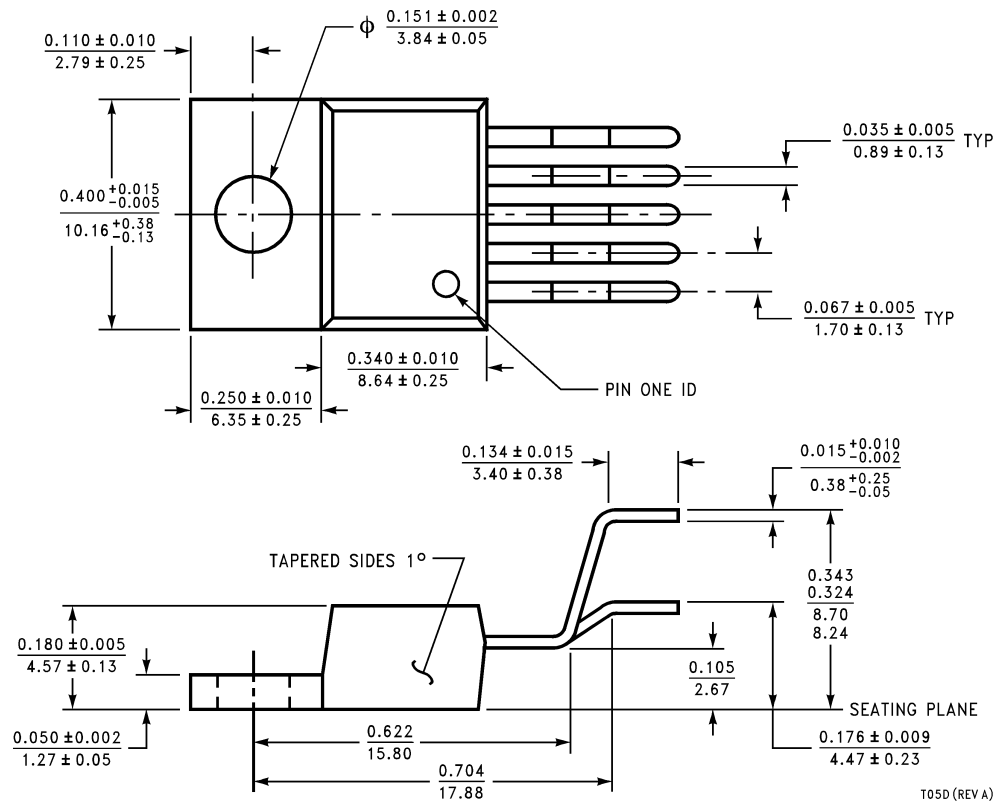 ϕ 0.151 ± 0.002
3.84 ± 0.05
0.110 ± 0.010
2.79 ± 0.25
0.035 ± 0.005 TYP
0.89 ± 0.13
0.400 +0.015
-0.005
10.16 +0.38
-0.13
0.067 ± 0.005 TYP
1.70 ± 0.13
0.340 ± 0.010
8.64 ± 0.25
PIN ONE ID
0.250 ± 0.010
6.35 ± 0.25
0.134 ± 0.015
3.40 ± 0.38
0.015 +0.010
-0.002
0.38 +0.25
-0.05
TAPERED SIDES 1°
0.343
0.324
8.70
8.24
0.180 ±0.005
4.57 ± 0.13
0.105
2.67
SEATING PLANE
0.050 ±0.002
1.27 ± 0.05
0.622
15.80
0.176 ±0.009
4.47 ± 0.23
0.704
17.88
T05D (REV A)